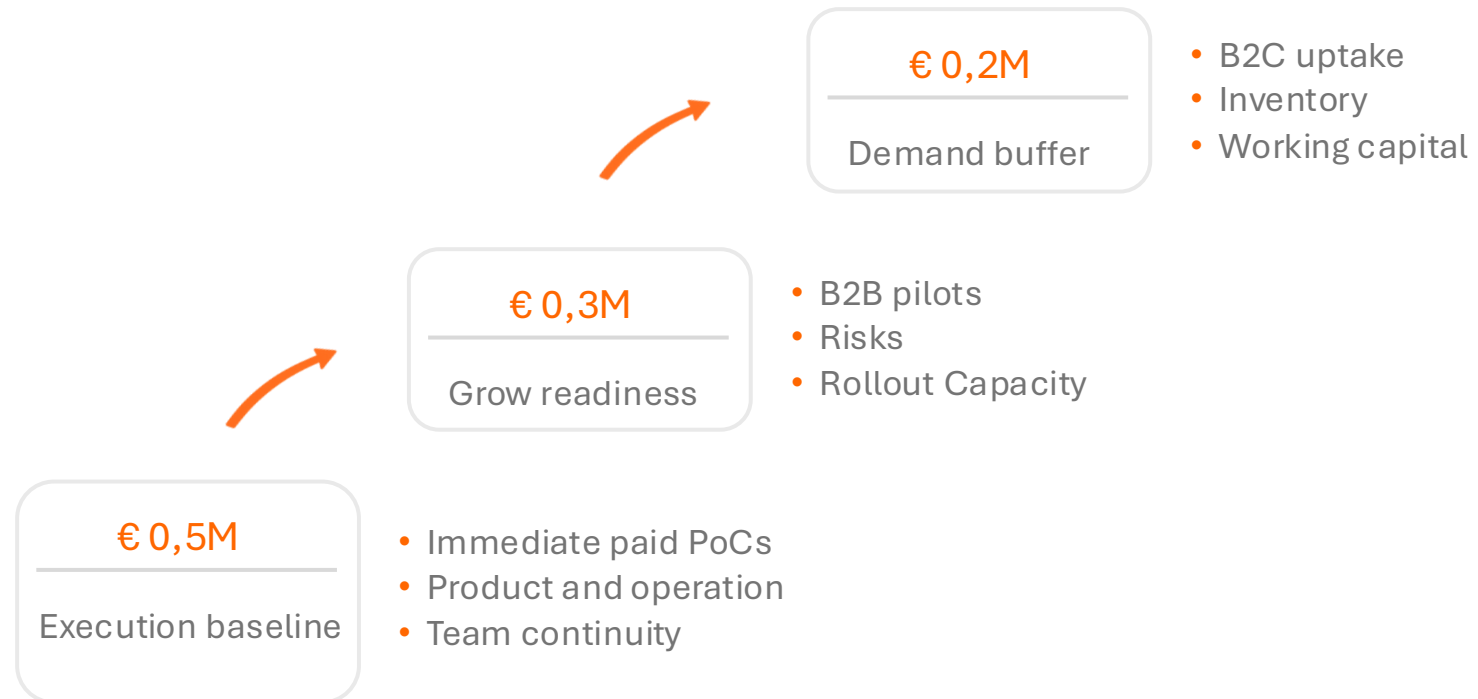 € 0,2M
Demand buffer
• B2C uptake
• Inventory
• Working capital
€ 0,3M
Grow readiness
• B2B pilots
• Risks
• Rollout Capacity
€ 0,5M
Execution baseline
• Immediate paid PoCs
• Product and operation
• Team continuity